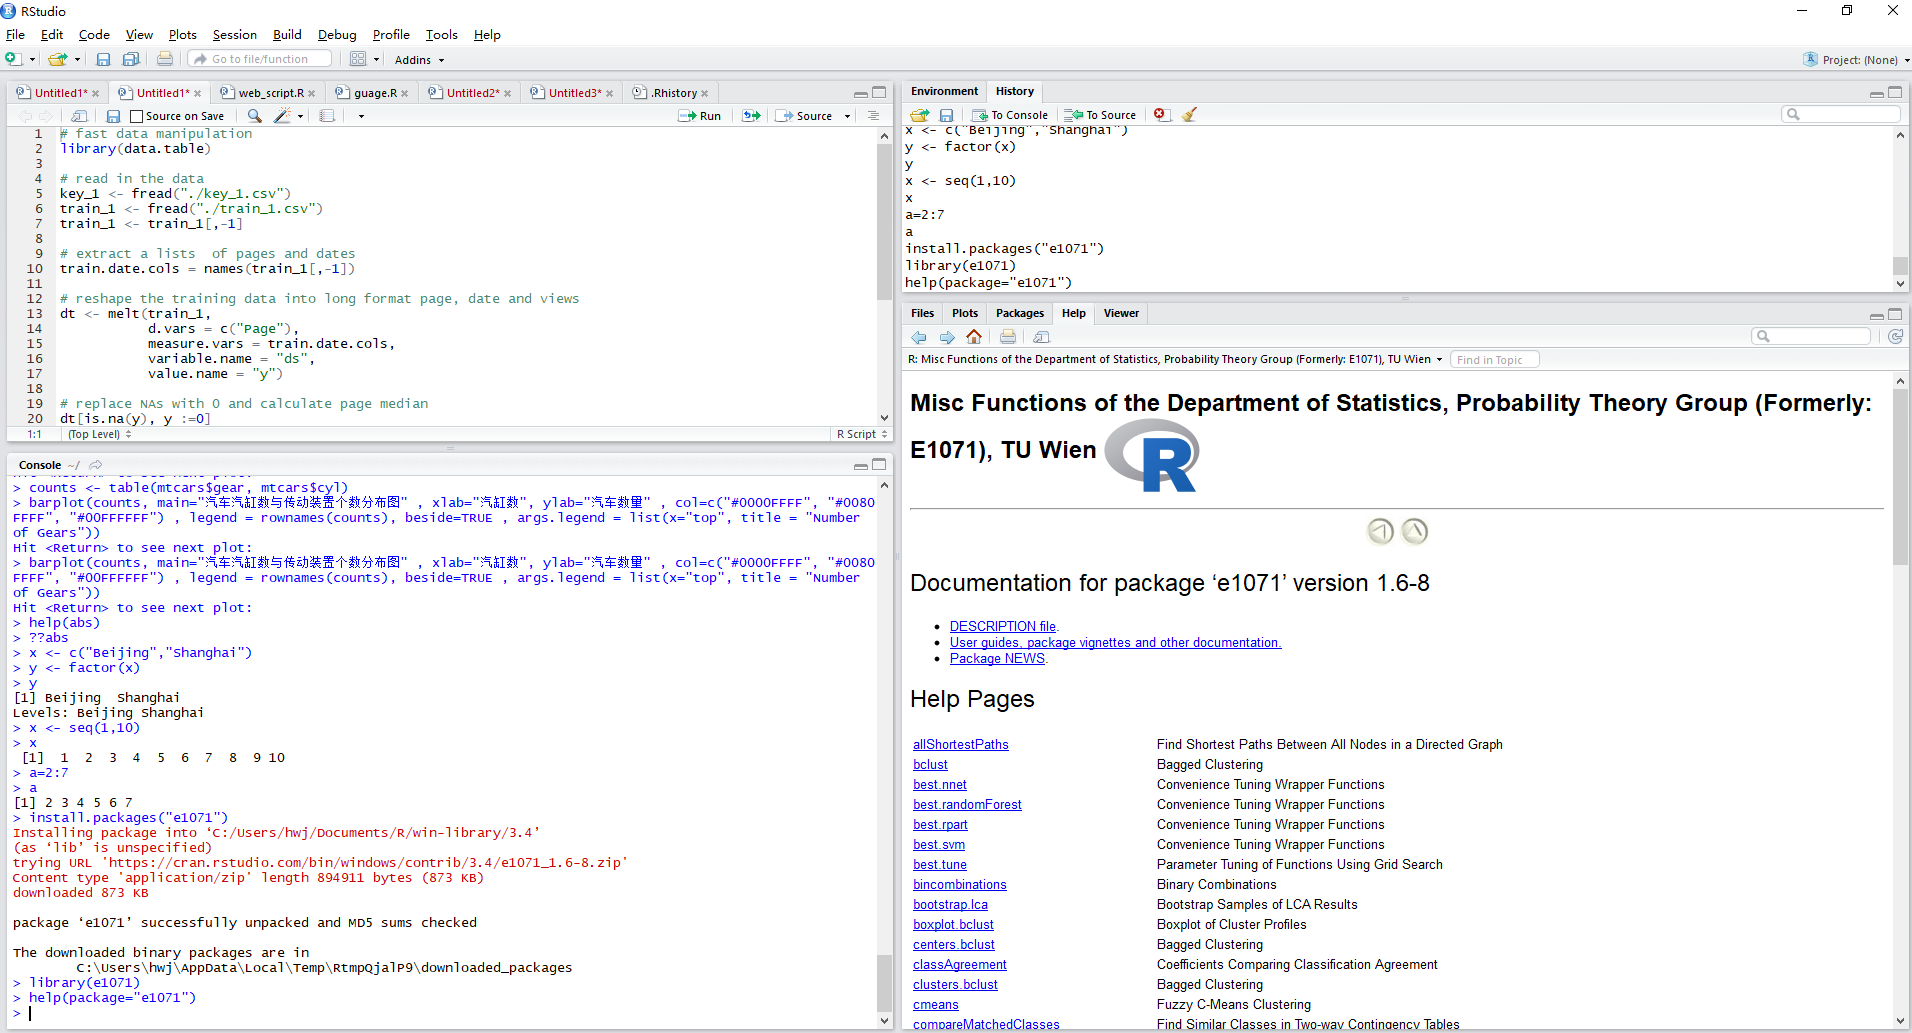 RStudio
File Edit Code View Plots Session Build Debug Profile Tools Help
Go to file/function Addins Project: (None)
Untitled1* Untitled1* web_script.R guage.R Untitled2* Untitled3* .Rhistory
Source on Save Run Source
1 # fast data manipulation
2 library(data.table)
3
4 # read in the data
5 key_1 <- fread("./key_1.csv")
6 train_1 <- fread("./train_1.csv")
7 train_1 <- train_1[,-1]
8
9 # extract a lists  of pages and dates
10 train.date.cols = names(train_1[,-1])
11
12 # reshape the training data into long format page, date and views
13 dt <- melt(train_1,
14 d.vars = c("Page"),
15 measure.vars = train.date.cols,
16 variable.name = "ds",
17 value.name = "y")
18
19 # replace NAs with 0 and calculate page median
20 dt[is.na(y), y :=0]
1:1 (Top Level) R Script
Console ~/
> counts <- table(mtcars$gear, mtcars$cyl)
> barplot(counts, main="汽车汽缸数与传动装置个数分布图" , xlab="汽缸数", ylab="汽车数量" , col=c("#0000FFFF", "#0080
FFFF", "#00FFFFFF") , legend = rownames(counts), beside=TRUE , args.legend = list(x="top", title = "Number
of Gears"))
Hit <Return> to see next plot:
> barplot(counts, main="汽车汽缸数与传动装置个数分布图" , xlab="汽缸数", ylab="汽车数量" , col=c("#0000FFFF", "#0080
FFFF", "#00FFFFFF") , legend = rownames(counts), beside=TRUE , args.legend = list(x="top", title = "Number
of Gears"))
Hit <Return> to see next plot:
> help(abs)
> ??abs
> x <- c("Beijing","Shanghai")
> y <- factor(x)
> y
[1] Beijing  Shanghai
Levels: Beijing Shanghai
> x <- seq(1,10)
> x
[1]  1  2  3  4  5  6  7  8  9 10
> a=2:7
> a
[1] 2 3 4 5 6 7
> install.packages("e1071")
Installing package into ‘C:/Users/hwj/Documents/R/win-library/3.4’
(as ‘lib’ is unspecified)
trying URL 'https://cran.rstudio.com/bin/windows/contrib/3.4/e1071_1.6-8.zip'
Content type 'application/zip' length 894911 bytes (873 KB)
downloaded 873 KB
package ‘e1071’ successfully unpacked and MD5 sums checked
The downloaded binary packages are in
C:\Users\hwj\AppData\Local\Temp\RtmpQjalP9\downloaded_packages
> library(e1071)
> help(package="e1071")
>
Environment History
To Console To Source
x <- c("Beijing","Shanghai")
y <- factor(x)
y
x <- seq(1,10)
x
a=2:7
a
install.packages("e1071")
library(e1071)
help(package="e1071")
Files Plots Packages Help Viewer
R: Misc Functions of the Department of Statistics, Probability Theory Group (Formerly: E1071), TU Wien Find in Topic
Misc Functions of the Department of Statistics, Probability Theory Group (Formerly:
E1071), TU Wien R
Documentation for package ‘e1071’ version 1.6-8
• DESCRIPTION file.
• User guides, package vignettes and other documentation.
• Package NEWS.
Help Pages
allShortestPaths Find Shortest Paths Between All Nodes in a Directed Graph
bclust Bagged Clustering
best.nnet Convenience Tuning Wrapper Functions
best.randomForest Convenience Tuning Wrapper Functions
best.rpart Convenience Tuning Wrapper Functions
best.svm Convenience Tuning Wrapper Functions
best.tune Parameter Tuning of Functions Using Grid Search
bincombinations Binary Combinations
bootstrap.lca Bootstrap Samples of LCA Results
boxplot.bclust Boxplot of Cluster Profiles
centers.bclust Bagged Clustering
classAgreement Coefficients Comparing Classification Agreement
clusters.bclust Bagged Clustering
cmeans Fuzzy C-Means Clustering
compareMatchedClasses Find Similar Classes in Two-way Contingency Tables